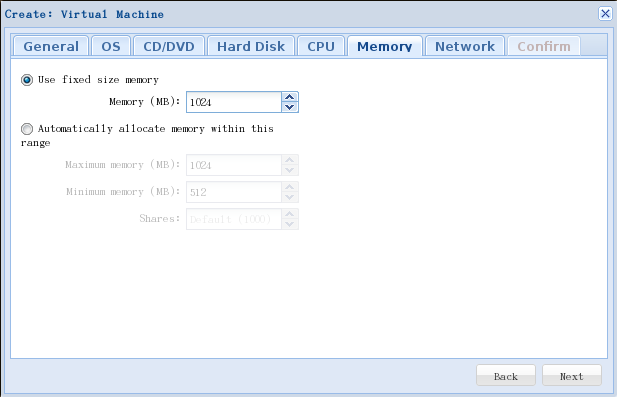 Create: Virtual Machine
General OS CD/DVD Hard Disk CPU Memory Network Confirm
Use fixed size memory
Memory (MB): 1024
Automatically allocate memory within this
range
Maximum memory (MB): 1024
Minimum memory (MB): 512
Shares: Default (1000)
Back Next